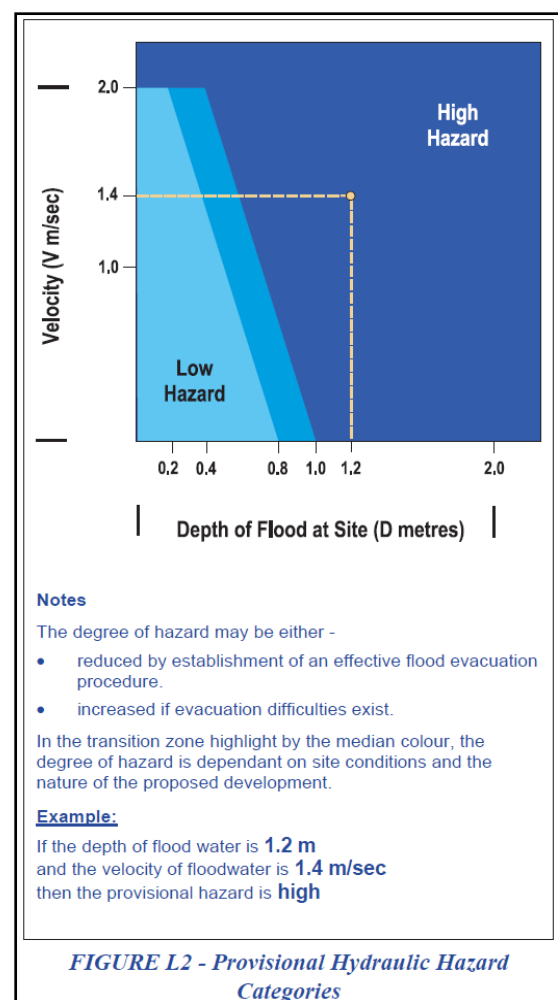 2.0
High
Hazard
1.4
1.0
Velocity (V m/sec)
Low
Hazard
0.2 0.4 0.8 1.0 1.2 2.0
Depth of Flood at Site (D metres)
Notes
The degree of hazard may be either -
• reduced by establishment of an effective flood evacuation
procedure.
• increased if evacuation difficulties exist.
In the transition zone highlight by the median colour, the
degree of hazard is dependant on site conditions and the
nature of the proposed development.
Example:
If the depth of flood water is 1.2 m
and the velocity of floodwater is 1.4 m/sec
then the provisional hazard is high
FIGURE L2 - Provisional Hydraulic Hazard
Categories